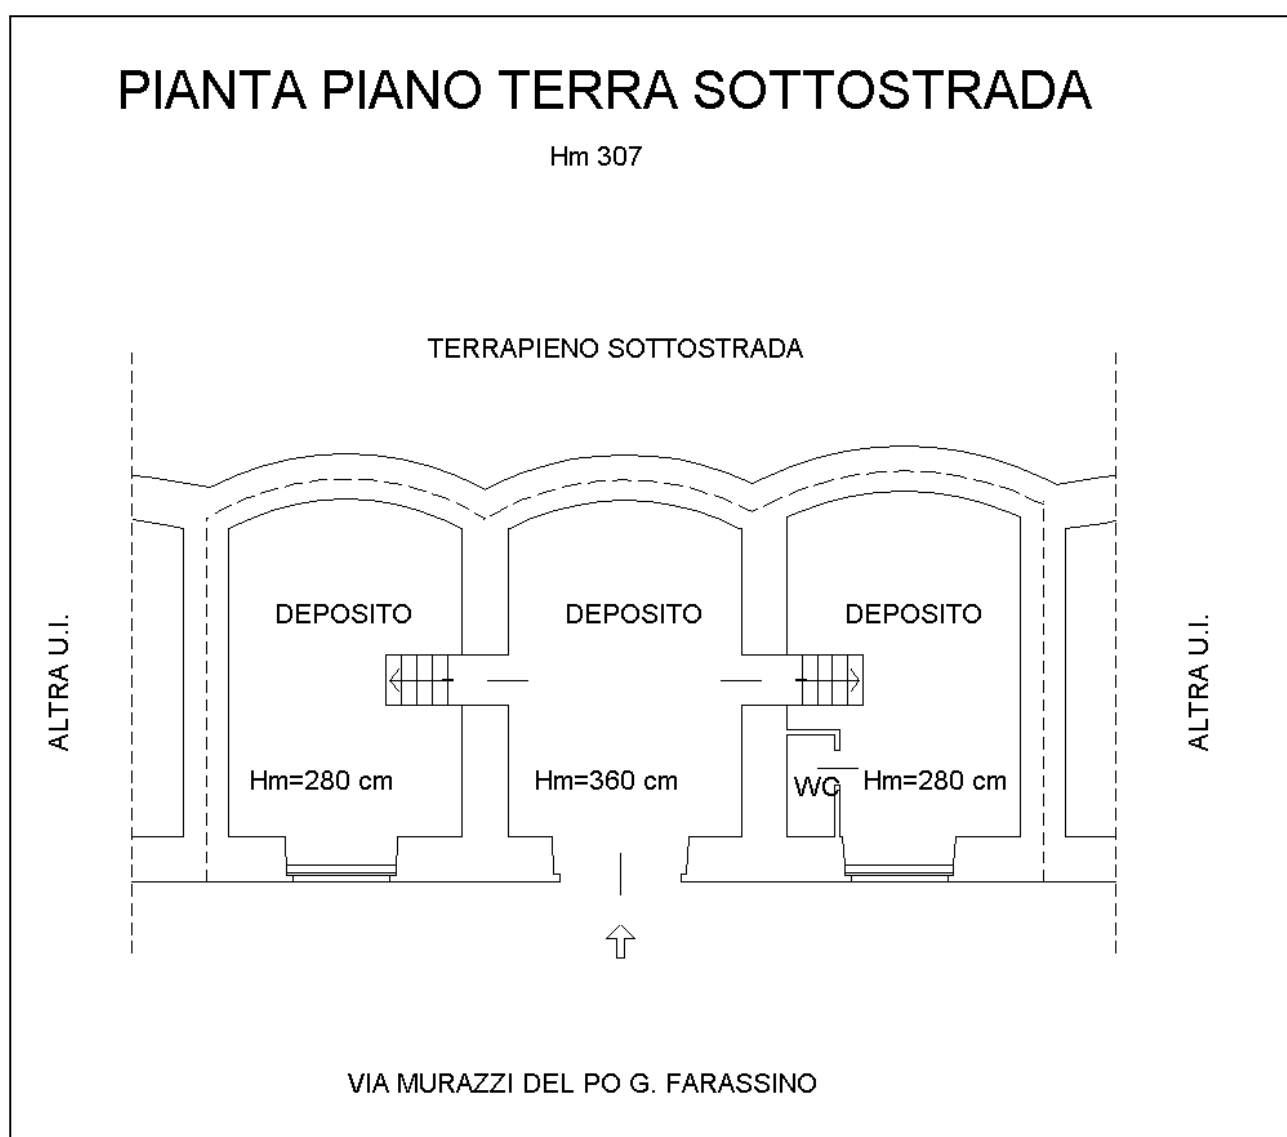 PIANTA PIANO TERRA SOTTOSTRADA
Hm 307
TERRAPIENO SOTTOSTRADA
ALTRA U.I.
DEPOSITO
DEPOSITO
DEPOSITO
ALTRA U.I.
Hm=280 cm
Hm=360 cm
WC
Hm=280 cm
VIA MURAZZI DEL PO G. FARASSINO